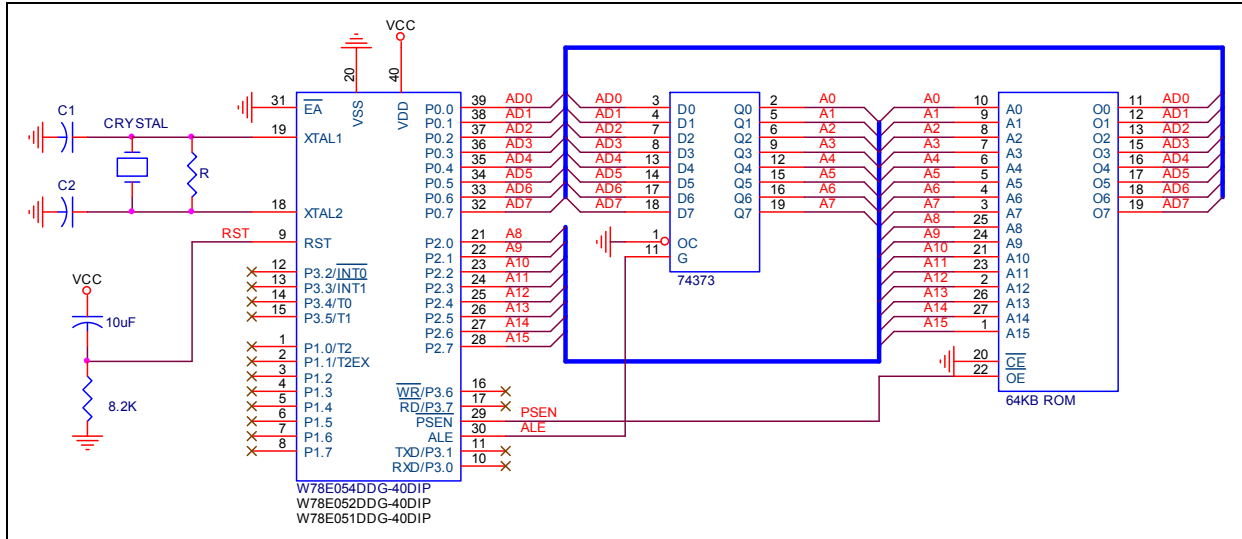 VCC
20
40
VSS
VDD
31
EA
C1
CRYSTAL
19
XTAL1
R
C2
18
XTAL2
RST
9
RST
12
P3.2/INT0
13
P3.3/INT1
14
P3.4/T0
15
P3.5/T1
VCC
10uF
8.2K
1
P1.0/T2
2
P1.1/T2EX
3
P1.2
4
P1.3
5
P1.4
6
P1.5
7
P1.6
8
P1.7
P0.0 39 AD0
P0.1 38 AD1
P0.2 37 AD2
P0.3 36 AD3
P0.4 35 AD4
P0.5 34 AD5
P0.6 33 AD6
P0.7 32 AD7
P2.0 21 A8
P2.1 22 A9
P2.2 23 A10
P2.3 24 A11
P2.4 25 A12
P2.5 26 A13
P2.6 27 A14
P2.7 28 A15
WR/P3.6 16
RD/P3.7 17
PSEN 29 PSEN
ALE 30 ALE
TXD/P3.1 11
RXD/P3.0 10
W78E054DDG-40DIP
W78E052DDG-40DIP
W78E051DDG-40DIP
AD0 3 D0 Q0 2 A0
AD1 4 D1 Q1 5 A1
AD2 7 D2 Q2 6 A2
AD3 8 D3 Q3 9 A3
AD4 13 D4 Q4 12 A4
AD5 14 D5 Q5 15 A5
AD6 17 D6 Q6 16 A6
AD7 18 D7 Q7 19 A7
1 OC
11 G
74373
A0 10 A0 O0 11 AD0
A1 9 A1 O1 12 AD1
A2 8 A2 O2 13 AD2
A3 7 A3 O3 15 AD3
A4 6 A4 O4 16 AD4
A5 5 A5 O5 17 AD5
A6 4 A6 O6 18 AD6
A7 3 A7 O7 19 AD7
A8 25 A8
A9 24 A9
A10 21 A10
A11 23 A11
A12 2 A12
A13 26 A13
A14 27 A14
A15 1 A15
20 CE
22 OE
64KB ROM